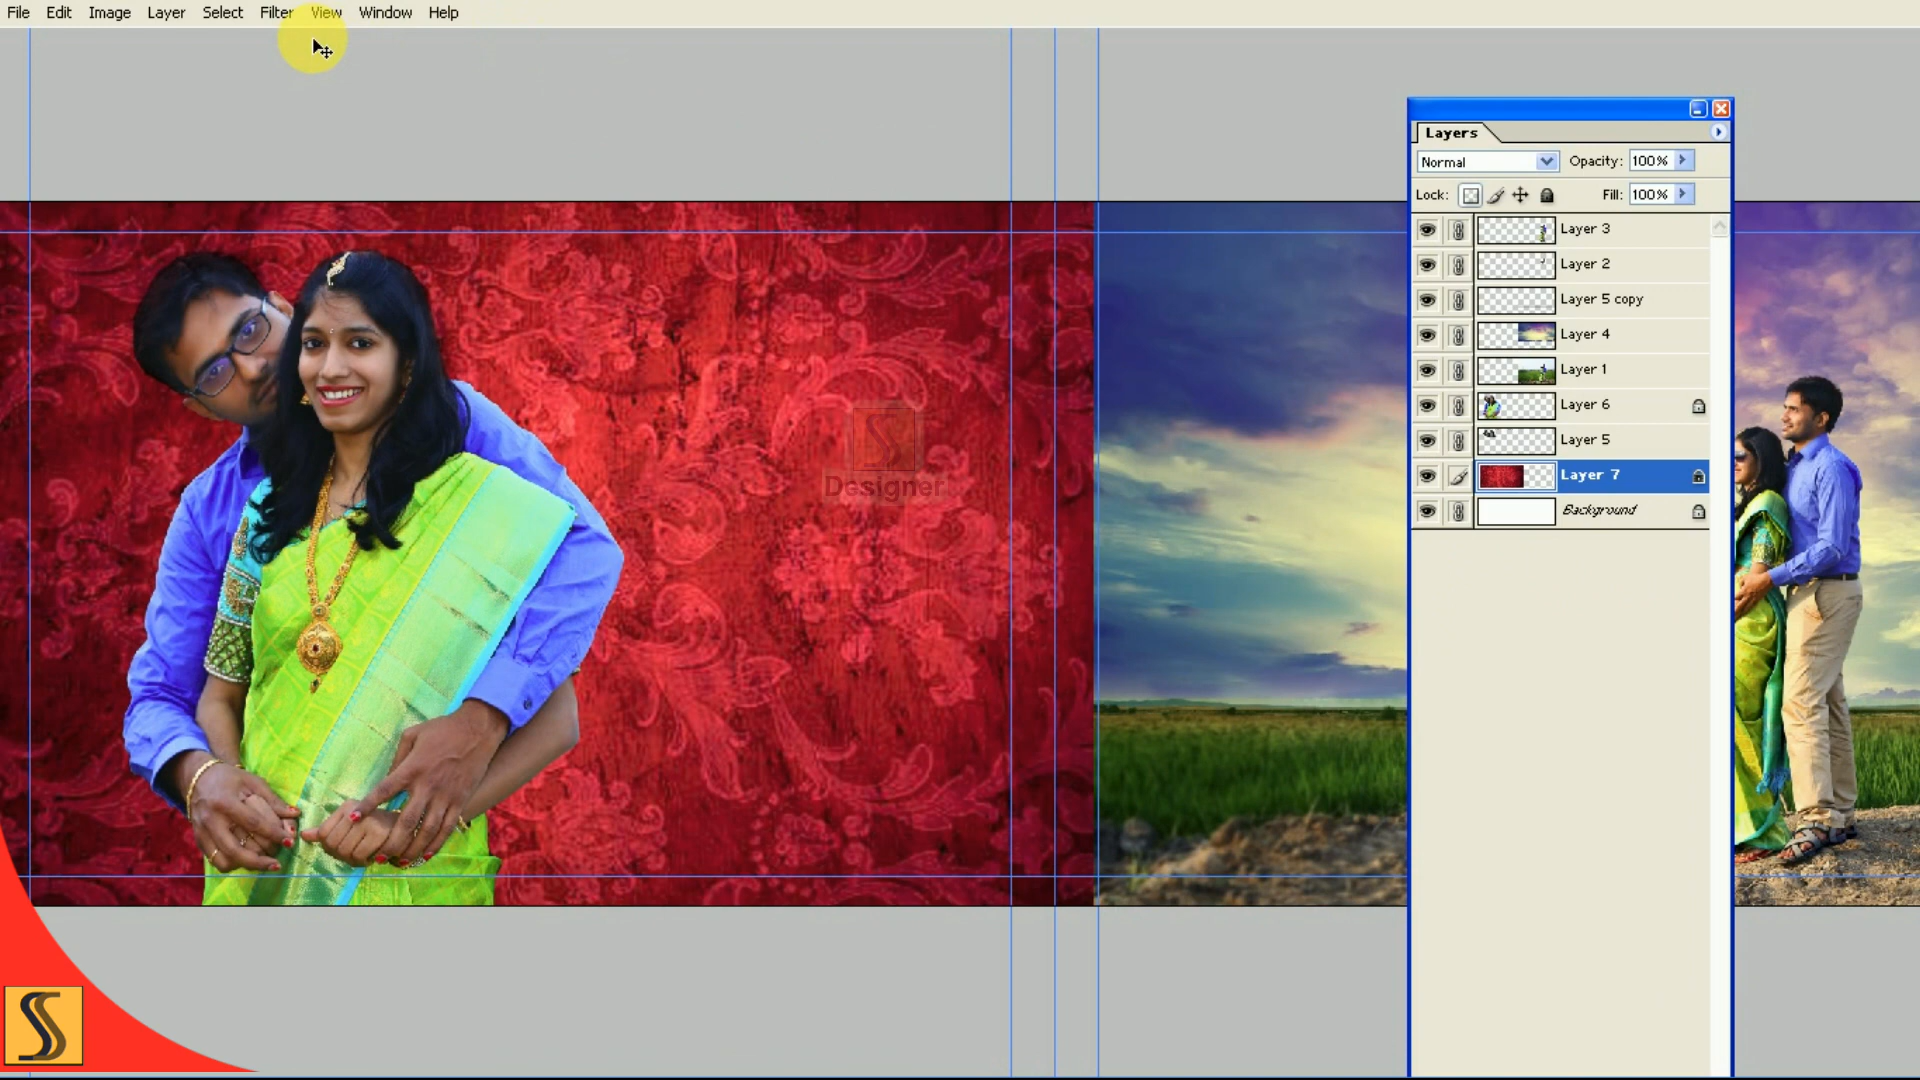 File Edit Image Layer Select Filter View Window Help
Layers
Normal Opacity: 100%
Lock: Fill: 100%
Layer 3
Layer 2
Layer 5 copy
Layer 4
Layer 1
Layer 6
Layer 5
Layer 7
Background
S
Designer
S